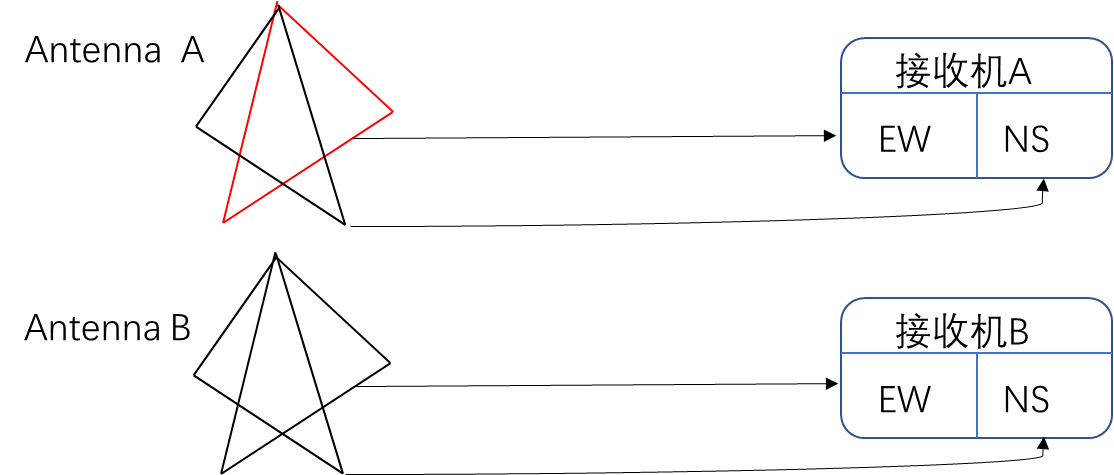 Antenna A
接收机A
EW
NS
Antenna B
接收机B
EW
NS